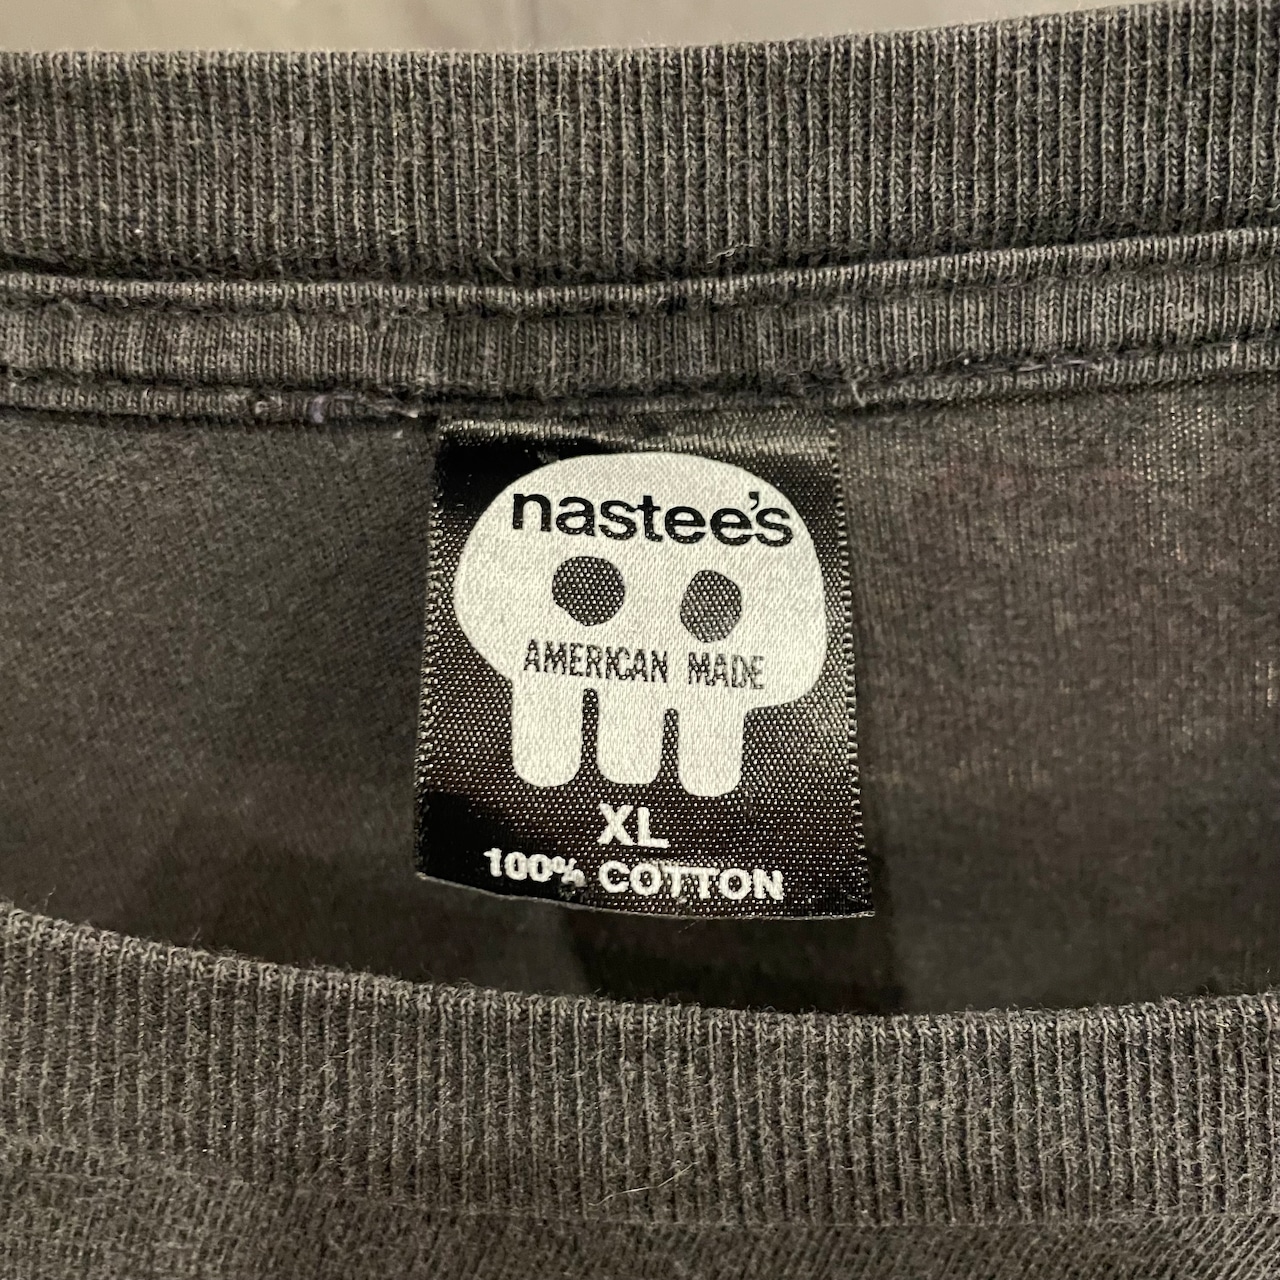 nastee's
AMERICAN MADE
XL
100% COTTON